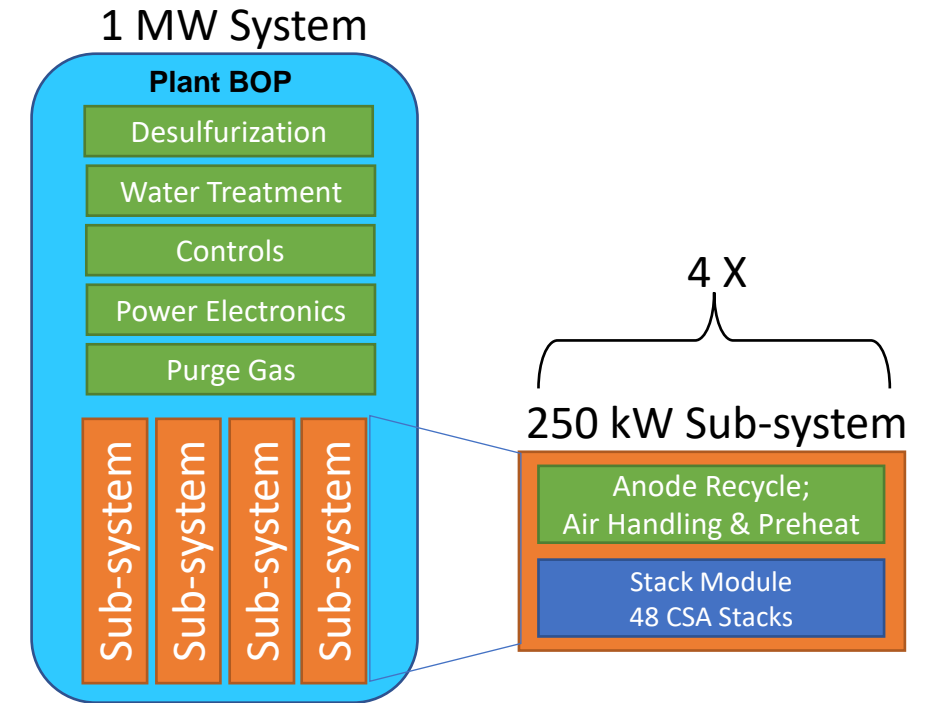 1 MW System
Plant BOP
Desulfurization
Water Treatment
Controls
Power Electronics
Purge Gas
Sub-system
Sub-system
Sub-system
Sub-system
4 X
250 kW Sub-system
Anode Recycle;
Air Handling & Preheat
Stack Module
48 CSA Stacks